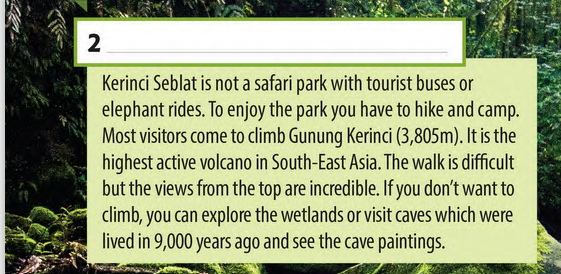 2
Kerinci Seblat is not a safari park with tourist buses or
elephant rides. To enjoy the park you have to hike and camp.
Most visitors come to climb Gunung Kerinci (3,805m). It is the
highest active volcano in South-East Asia. The walk is difficult
but the views from the top are incredible. If you don't want to
climb, you can explore the wetlands or visit caves which were
lived in 9,000 years ago and see the cave paintings.